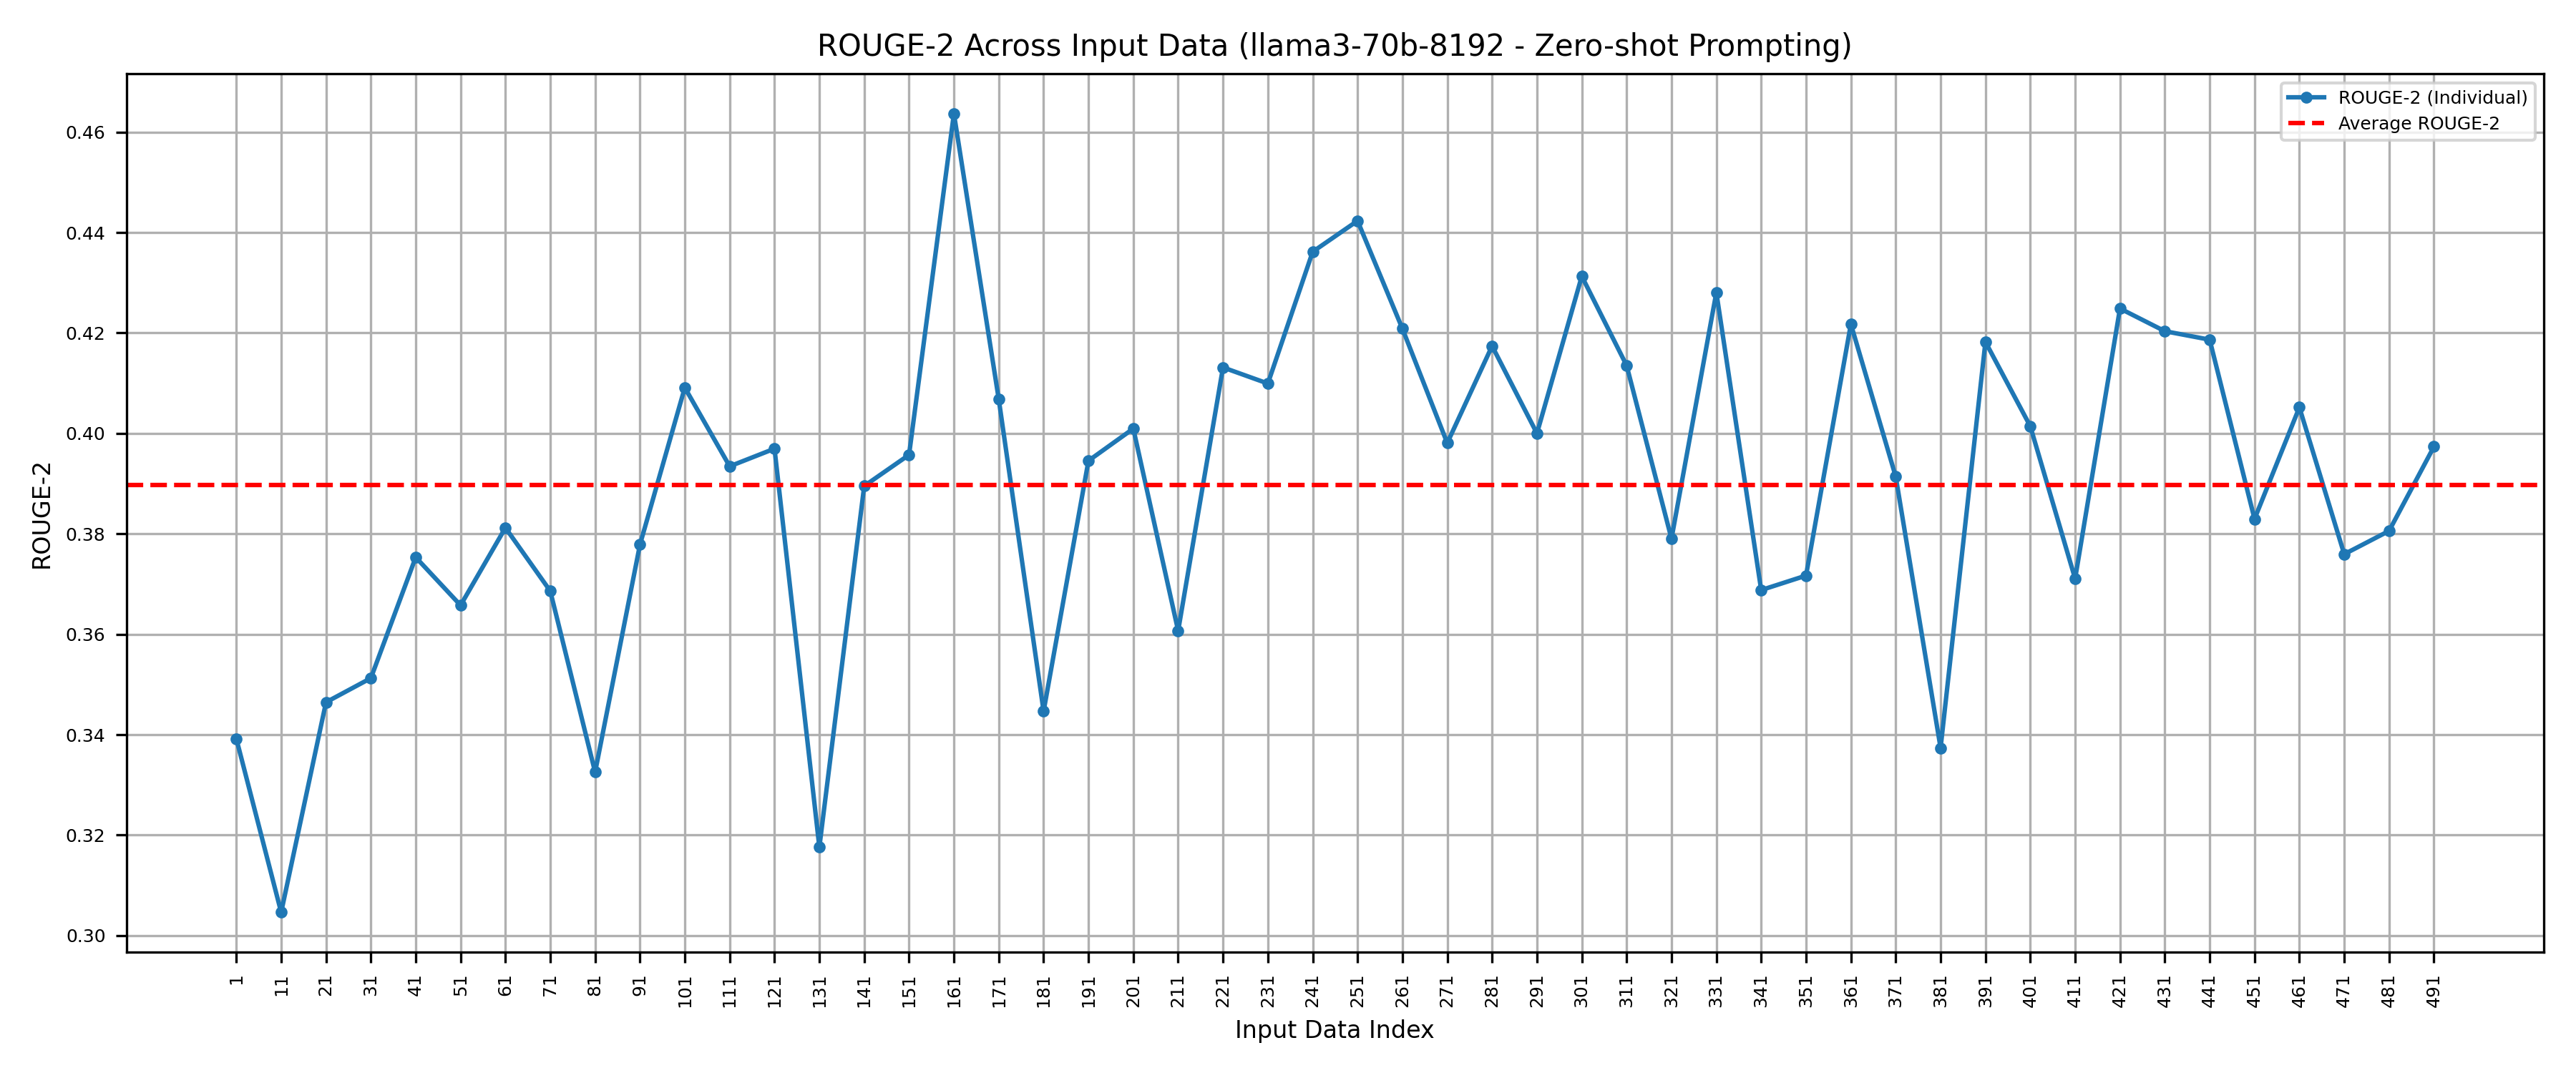 ROUGE-2 Across Input Data (llama3-70b-8192 - Zero-shot Prompting)
ROUGE-2 (Individual)
Average ROUGE-2
ROUGE-2
0.46
0.44
0.42
0.40
0.38
0.36
0.34
0.32
0.30
1 11 21 31 41 51 61 71 81 91 101 111 121 131 141 151 161 171 181 191 201 211 221 231 241 251 261 271 281 291 301 311 321 331 341 351 361 371 381 391 401 411 421 431 441 451 461 471 481 491
Input Data Index